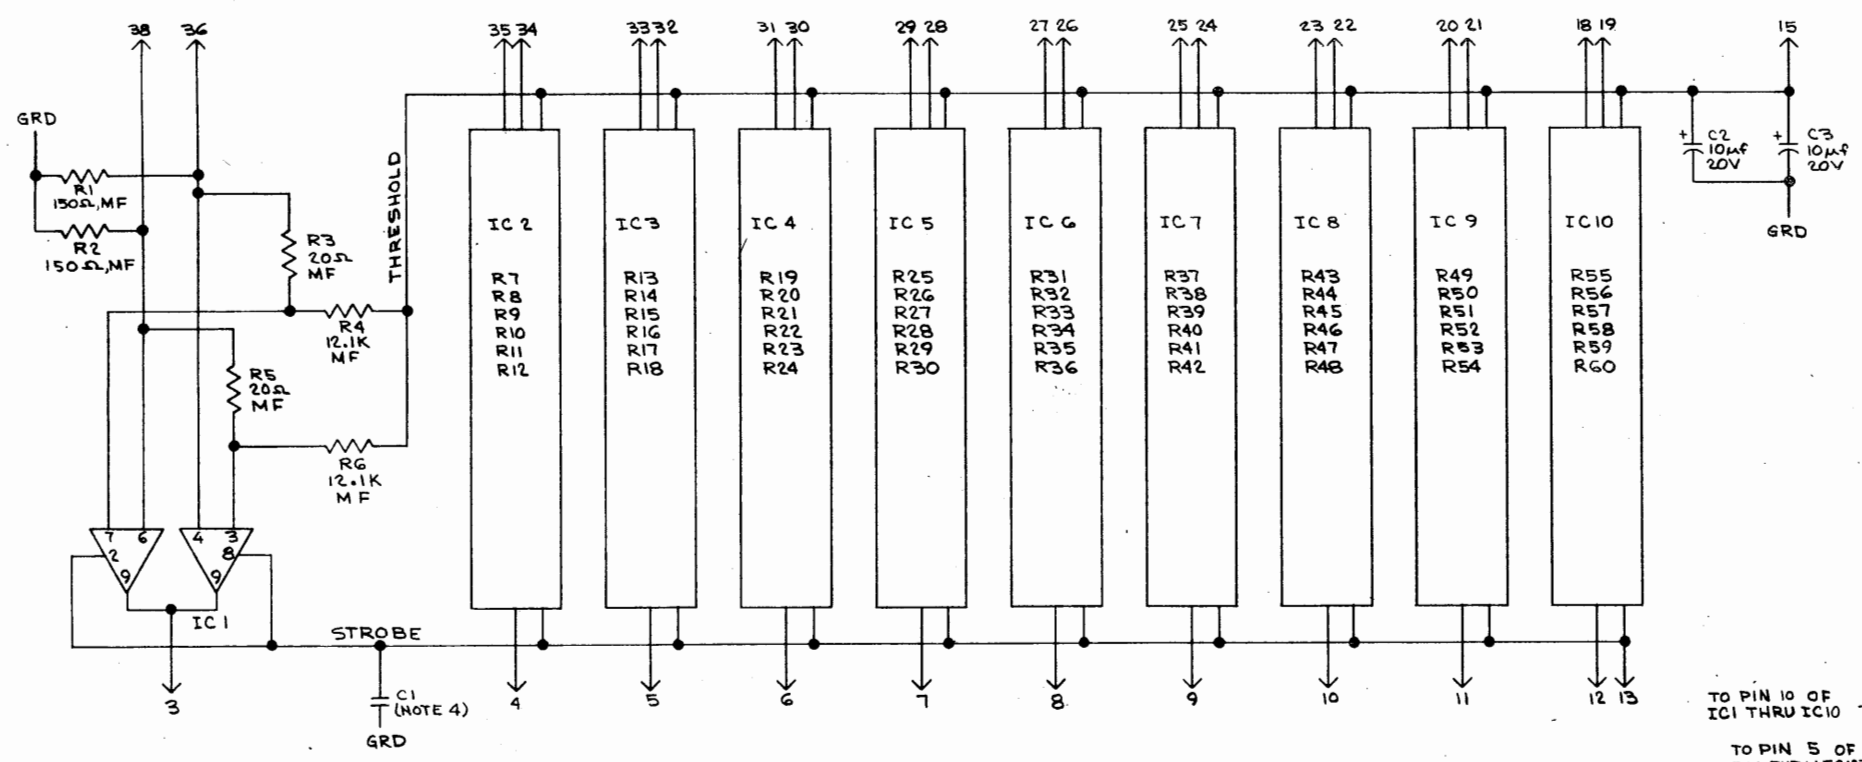 38 36 35 34 33 32 31 30 29 28 27 26 25 24 23 22 20 21 18 19 15
GRD
R1
150Ω,MF
R2
150Ω,MF
R3
20Ω
MF
R4
12.1K
MF
R5
20Ω
MF
R6
12.1K
MF
THRESHOLD
7 6 4 3
2 8
9 9
IC1
3
STROBE
C1
(NOTE 4)
GRD
IC 2
R7
R8
R9
R10
R11
R12
4
IC3
R13
R14
R15
R16
R17
R18
5
IC 4
R19
R20
R21
R22
R23
R24
6
IC 5
R25
R26
R27
R28
R29
R30
7
IC 6
R31
R32
R33
R34
R35
R36
8
IC 7
R37
R38
R39
R40
R41
R42
9
IC 8
R43
R44
R45
R46
R47
R48
10
IC 9
R49
R50
R51
R52
R53
R54
11
IC10
R55
R56
R57
R58
R59
R60
12 13
+ C2
10μf
20V
+ C3
10μf
20V
GRD
TO PIN 10 OF
IC1 THRU IC10
TO PIN 5 OF